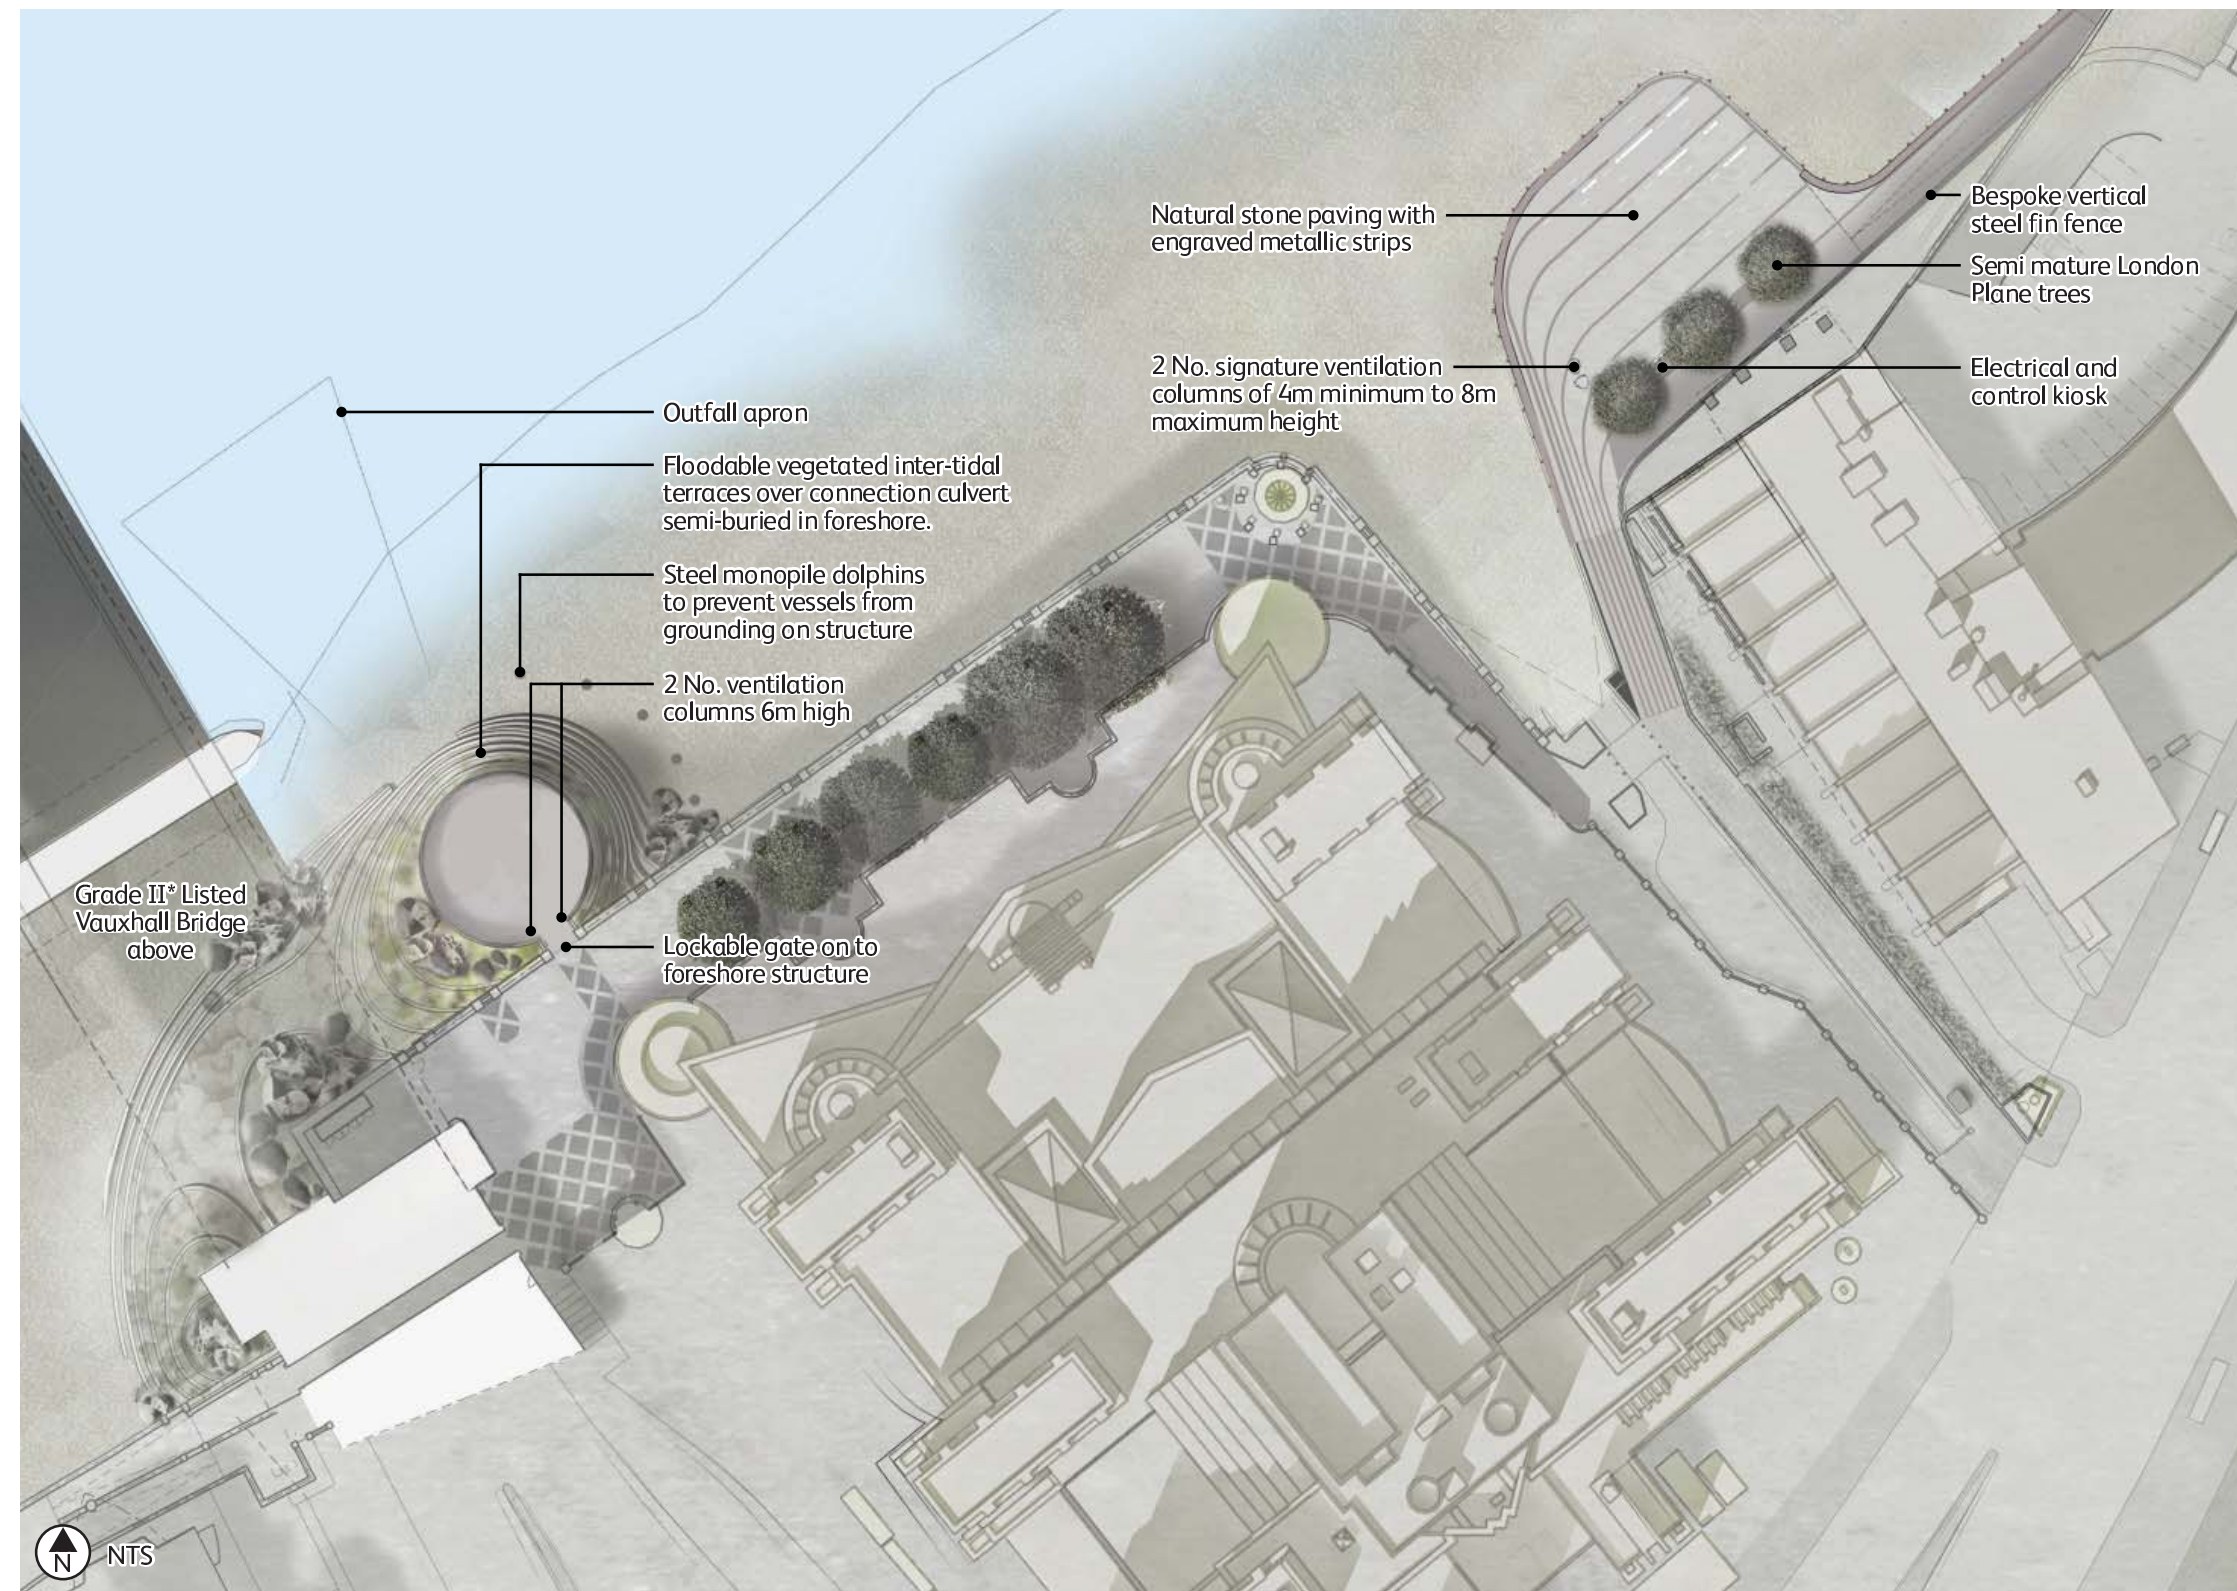 Natural stone paving with
engraved metallic strips
Bespoke vertical
steel fin fence
Semi mature London
Plane trees
2 No. signature ventilation
columns of 4m minimum to 8m
maximum height
Electrical and
control kiosk
Outfall apron
Floodable vegetated inter-tidal
terraces over connection culvert
semi-buried in foreshore.
Steel monopile dolphins
to prevent vessels from
grounding on structure
2 No. ventilation
columns 6m high
Grade II* Listed
Vauxhall Bridge
above
Lockable gate on to
foreshore structure
N
NTS